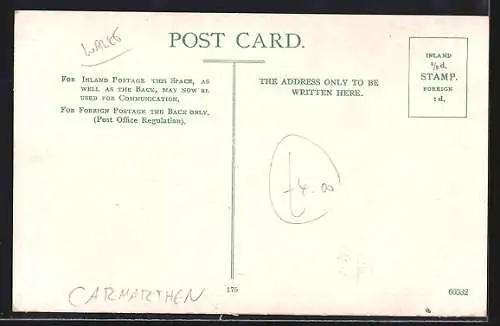 WALES
POST CARD.
FOR INLAND POSTAGE THIS SPACE, AS
WELL AS THE BACK, MAY NOW BE
USED FOR COMMUNICATION.
FOR FOREIGN POSTAGE THE BACK ONLY.
(Post Office Regulation).
THE ADDRESS ONLY TO BE
WRITTEN HERE.
INLAND
½d.
STAMP.
FOREIGN
1d.
£4.00
CARMARTHEN
175
60532